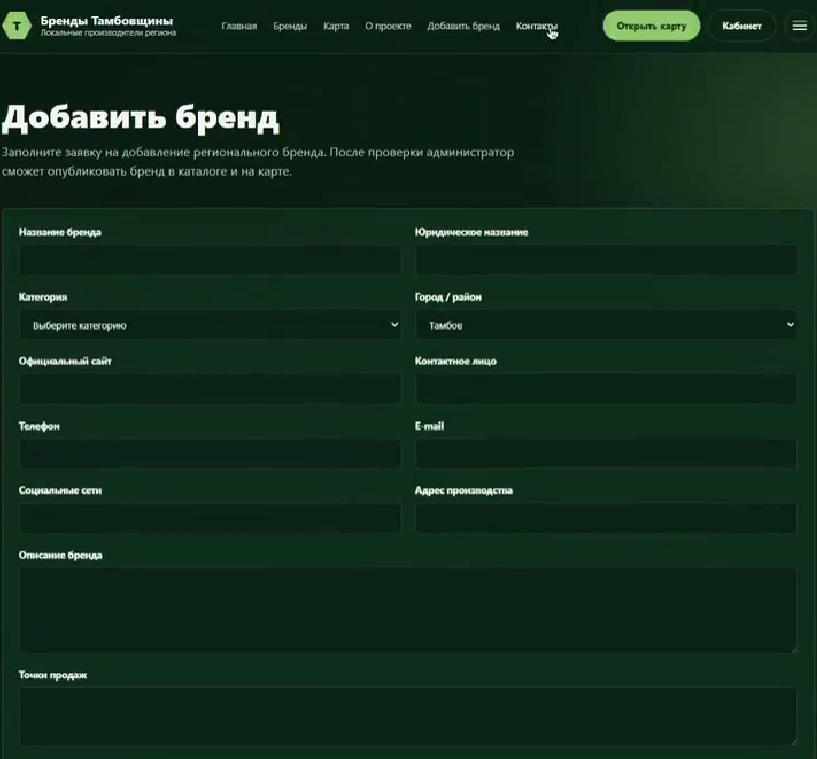 Т
Бренды Тамбовщины
Локальные производители региона
Главная Бренды Карта О проекте Добавить бренд Контакты
Открыть карту
Кабинет
Добавить бренд
Заполните заявку на добавление регионального бренда. После проверки администратор
сможет опубликовать бренд в каталоге и на карте.
Название бренда Юридическое название
Категория Город / район
Выберите категорию Тамбов
Официальный сайт Контактное лицо
Телефон E-mail
Социальные сети Адрес производства
Описание бренда
Точки продаж